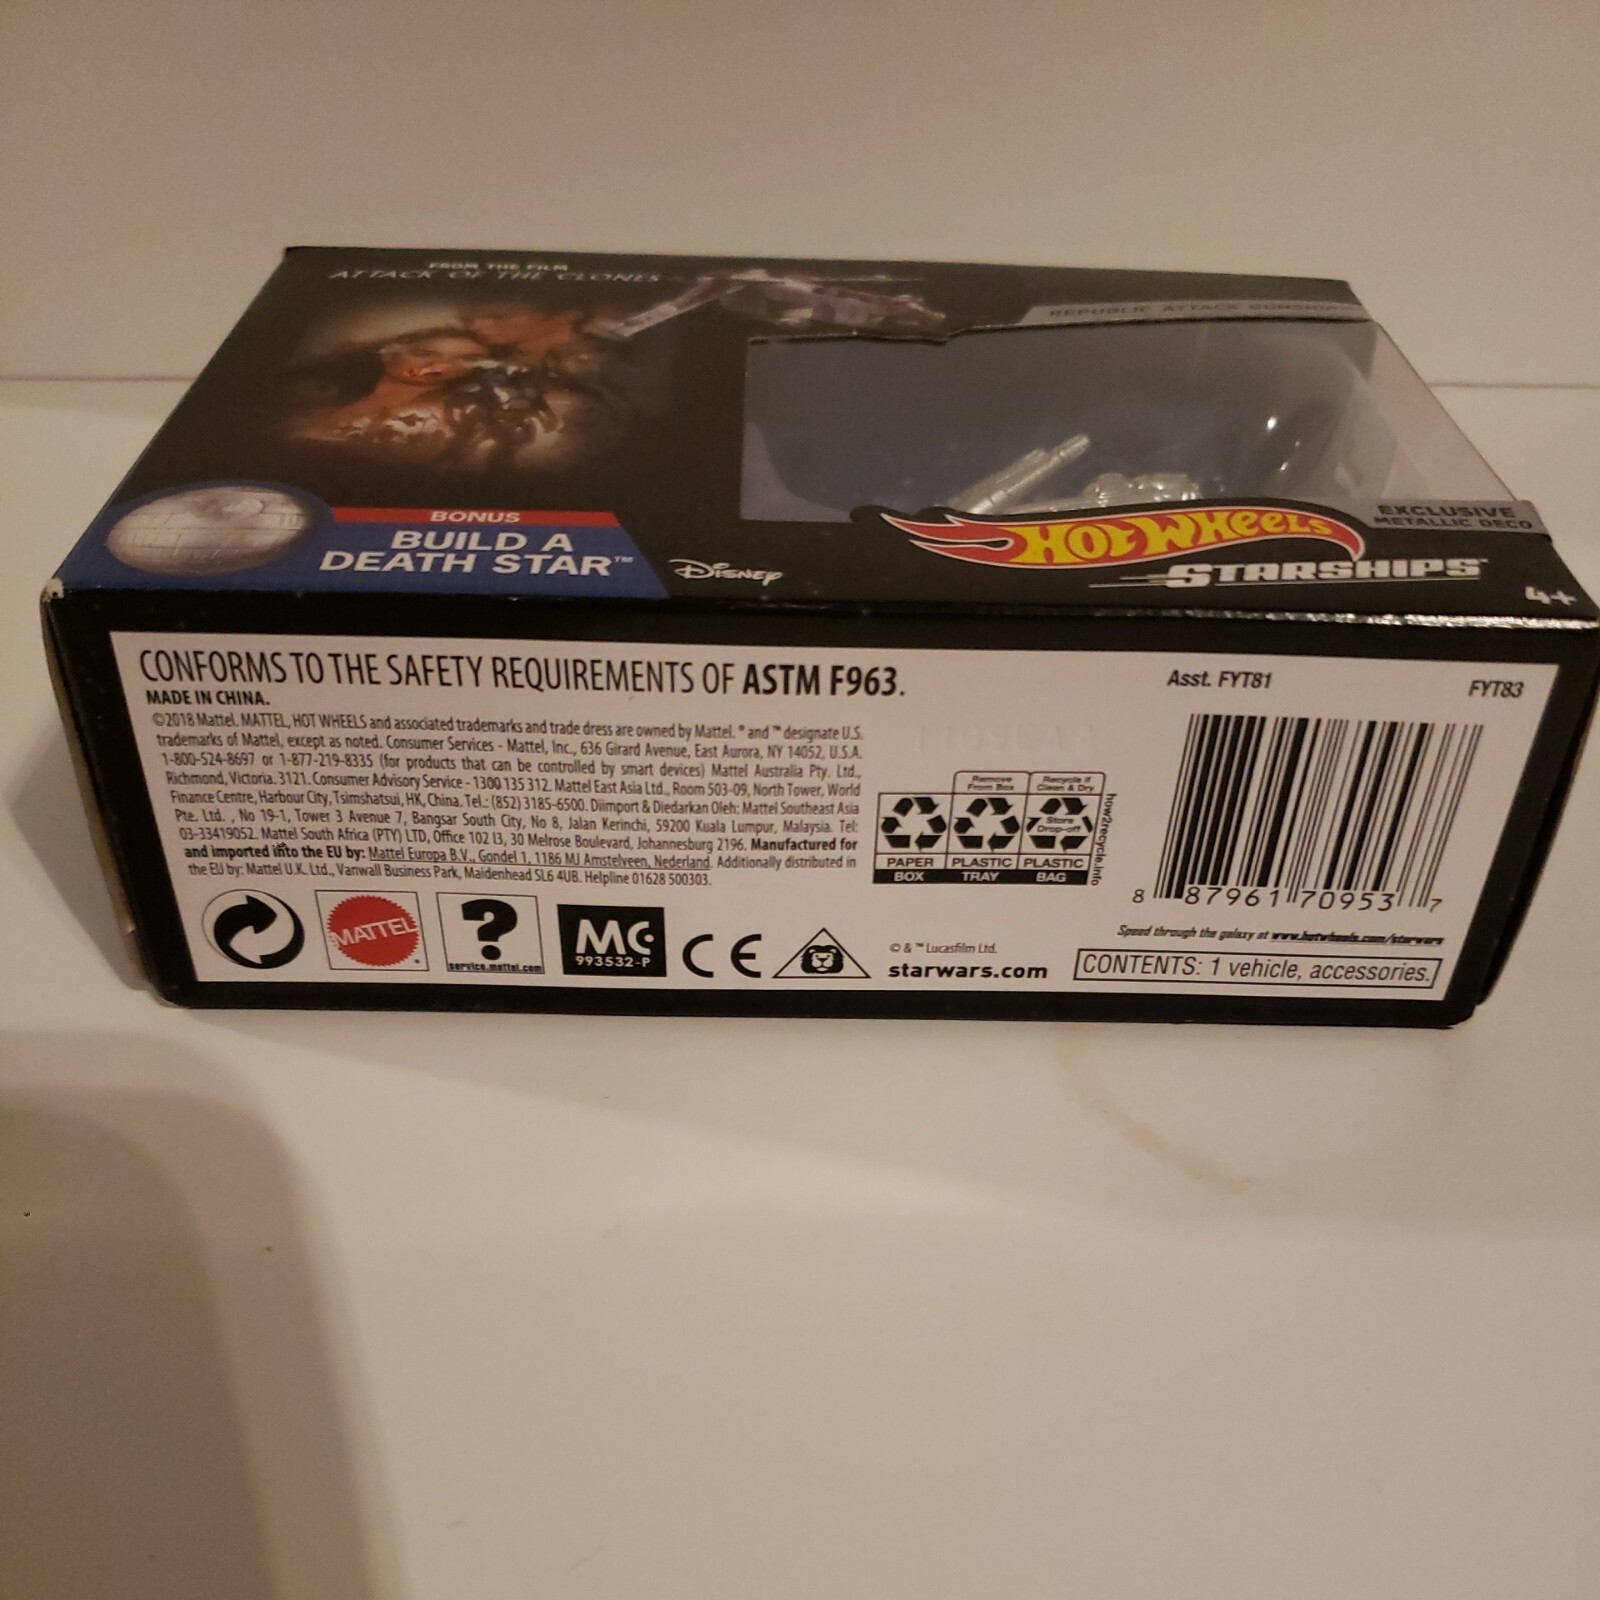 FROM THE FILM
ATTACK OF THE CLONES
REPUBLIC ATTACK GUNSHIP™
BONUS
BUILD A
DEATH STAR™
Disney
HOT WHEELS
STARSHIPS
EXCLUSIVE
METALLIC DECO
4+
CONFORMS TO THE SAFETY REQUIREMENTS OF ASTM F963.
MADE IN CHINA.
©2018 Mattel. MATTEL, HOT WHEELS and associated trademarks and trade dress are owned by Mattel. ® and ™ designate U.S.
trademarks of Mattel, except as noted. Consumer Services - Mattel, Inc., 636 Girard Avenue, East Aurora, NY 14052, U.S.A.
1-800-524-8697 or 1-877-219-8335 (for products that can be controlled by smart devices) Mattel Australia Pty. Ltd.,
Richmond, Victoria. 3121. Consumer Advisory Service - 1300 135 312. Mattel East Asia Ltd., Room 503-09, North Tower, World
Finance Centre, Harbour City, Tsimshatsui, HK, China. Tel.: (852) 3185-6500. Diimport & Diedarkan Oleh: Mattel Southeast Asia
Pte. Ltd. , No 19-1, Tower 3 Avenue 7, Bangsar South City, No 8, Jalan Kerinchi, 59200 Kuala Lumpur, Malaysia. Tel:
03-33419052. Mattel South Africa (PTY) LTD, Office 102 I3, 30 Melrose Boulevard, Johannesburg 2196. Manufactured for
and imported into the EU by: Mattel Europa B.V., Gondel 1, 1186 MJ Amstelveen, Nederland. Additionally distributed in
the EU by: Mattel U.K. Ltd., Vanwall Business Park, Maidenhead SL6 4UB. Helpline 01628 500303.
MATTEL
?
service.mattel.com
MC
993532-P
CE
Remove
From Box
Recycle if
Clean & Dry
Store
Drop-off
PAPER
PLASTIC
PLASTIC
BOX
TRAY
BAG
how2recycle.info
© & ™ Lucasfilm Ltd.
starwars.com
Asst. FYT81
FYT83
8 87961 70953 7
Speed through the galaxy at www.hotwheels.com/starwars
CONTENTS: 1 vehicle, accessories.